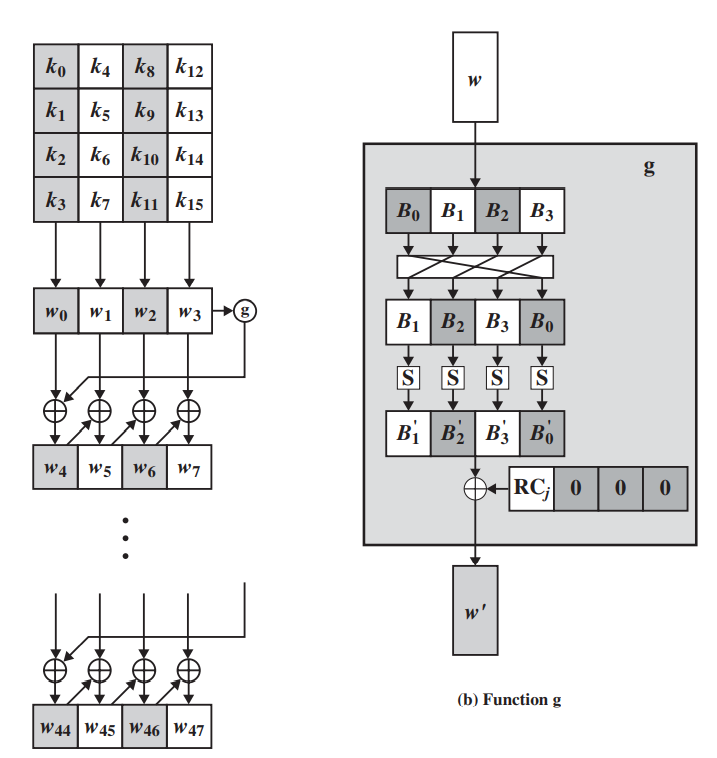 k0 k4 k8 k12
k1 k5 k9 k13
k2 k6 k10 k14
k3 k7 k11 k15
w0 w1 w2 w3 g
w4 w5 w6 w7
w44 w45 w46 w47
w
g
B0 B1 B2 B3
B1 B2 B3 B0
S S S S
B'1 B'2 B'3 B'0
RCj 0 0 0
w'
(b) Function g